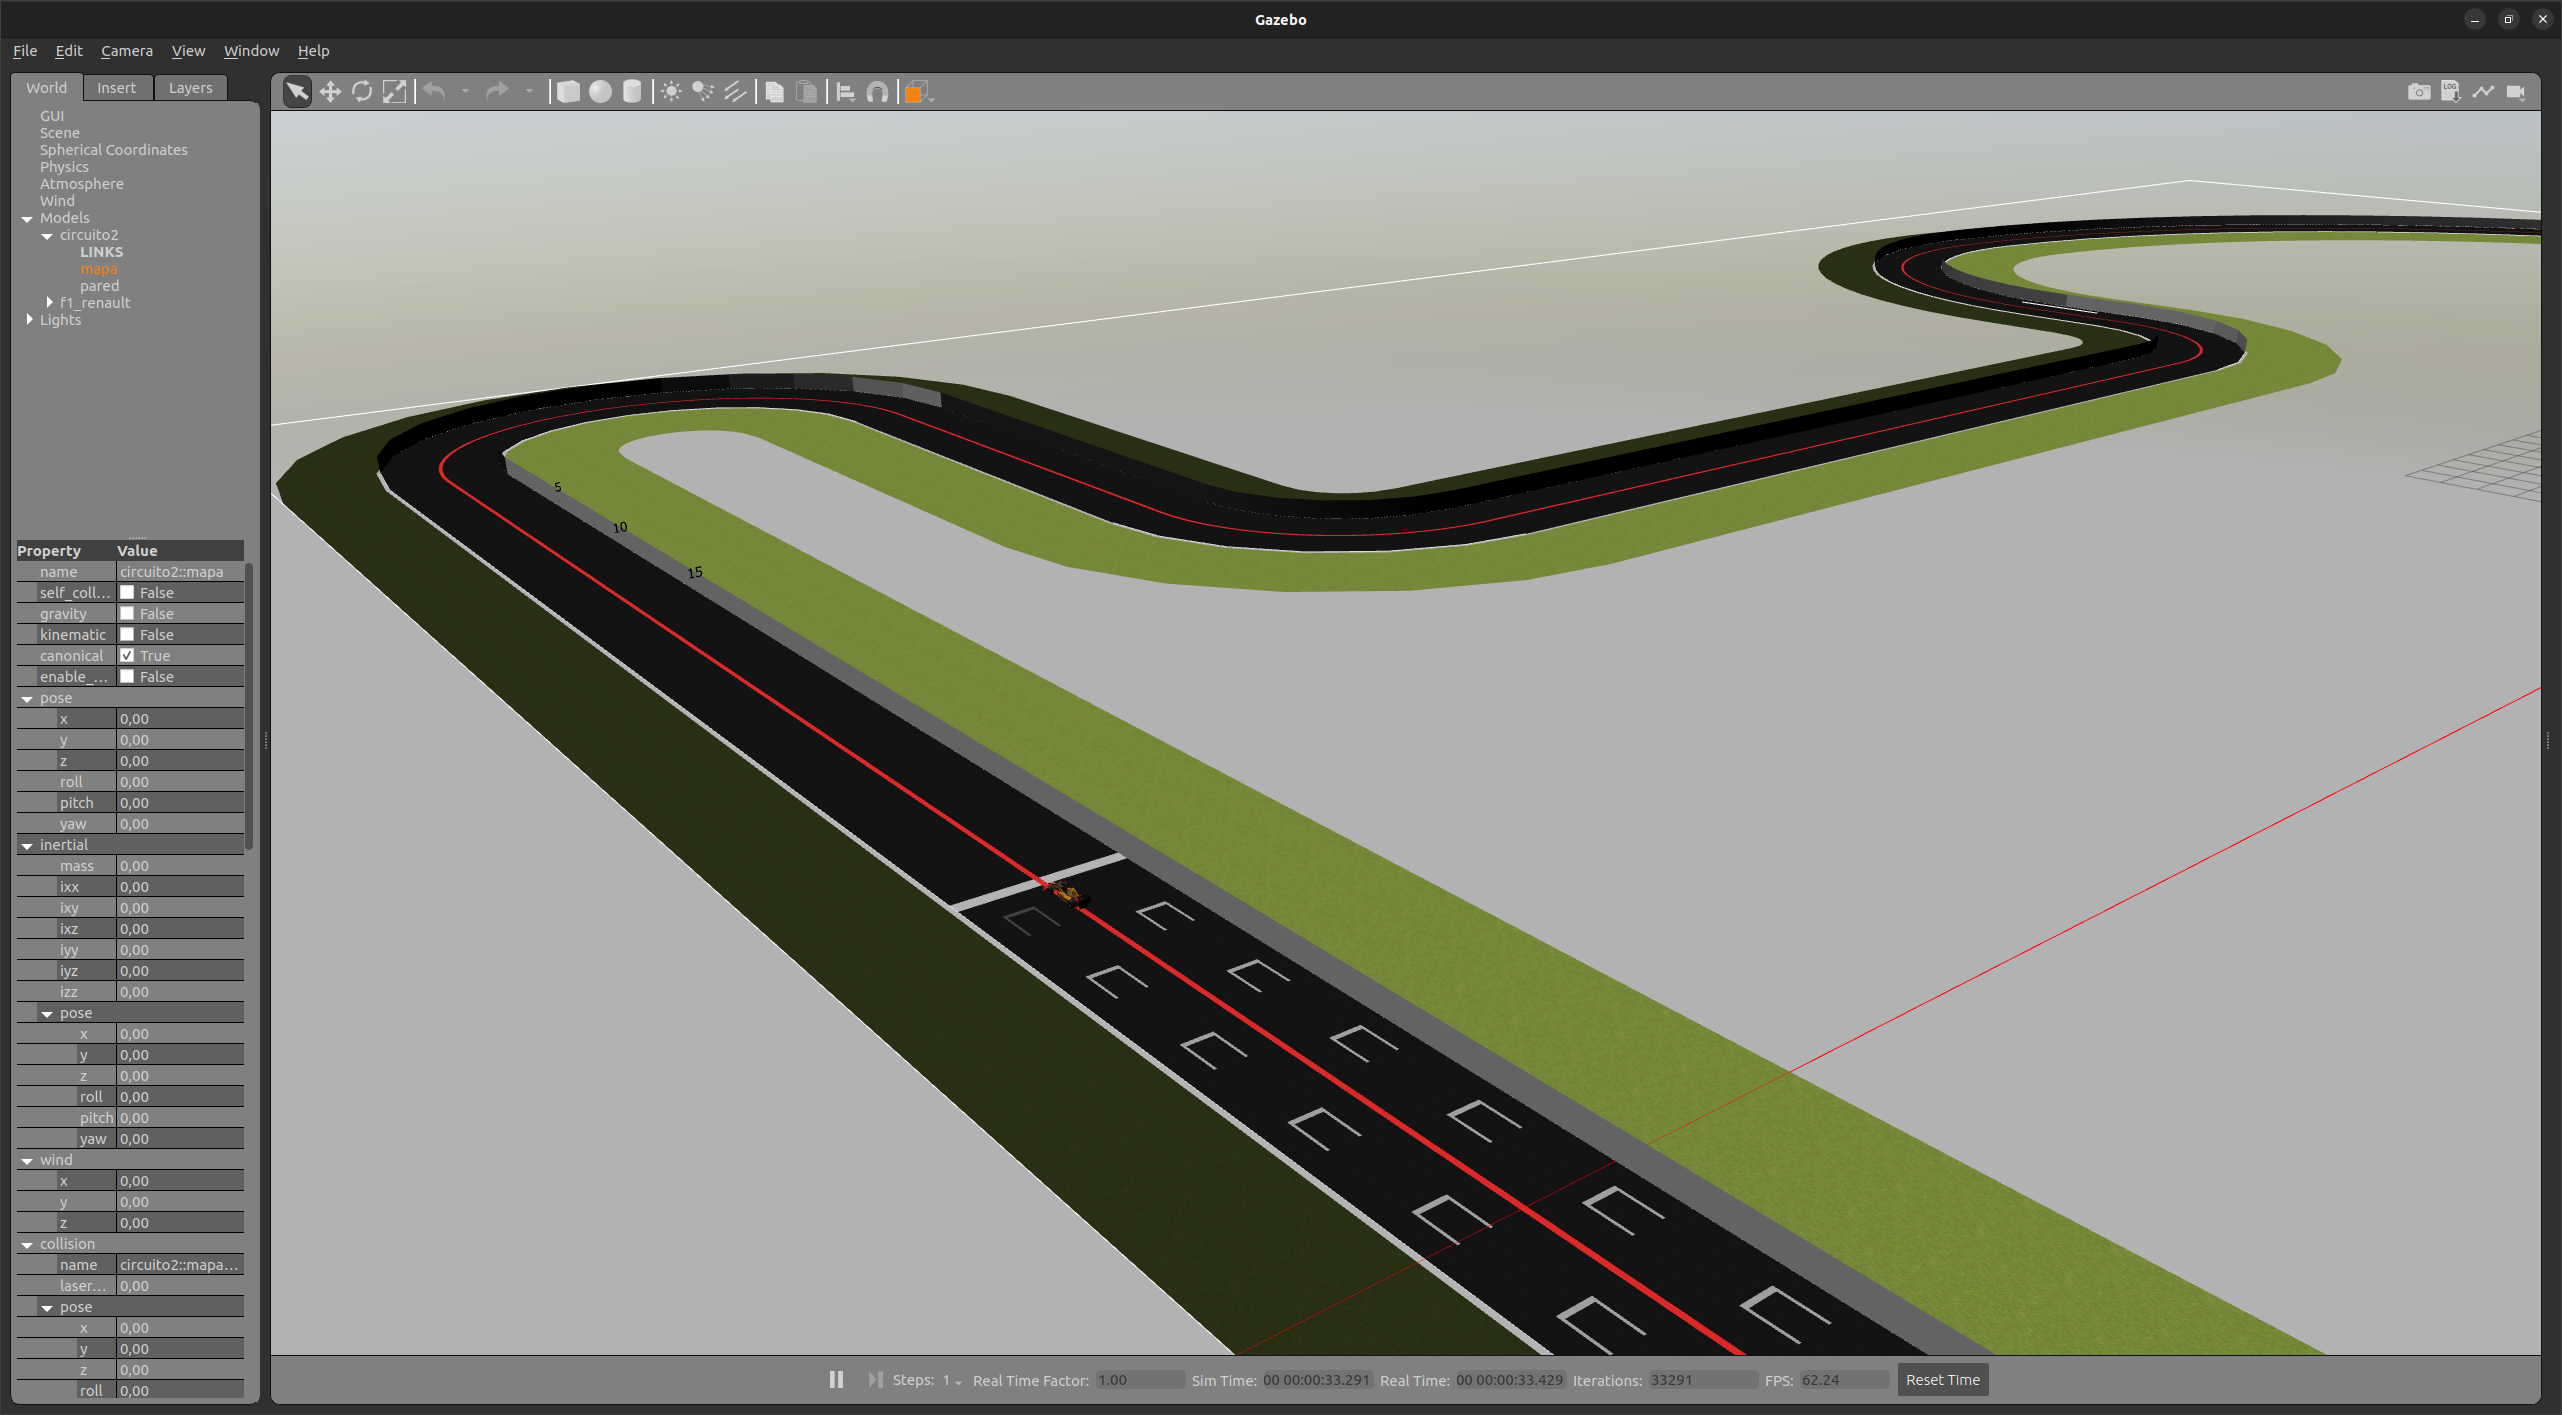 Gazebo
File Edit Camera View Window Help
World Insert Layers
GUI
Scene
Spherical Coordinates
Physics
Atmosphere
Wind
Models
circuito2
LINKS
mapa
pared
f1_renault
Lights
LOG
5
10
15
Property Value
name circuito2::mapa
self_coll... False
gravity False
kinematic False
canonical True
enable_... False
pose
x 0,00
y 0,00
z 0,00
roll 0,00
pitch 0,00
yaw 0,00
inertial
mass 0,00
ixx 0,00
ixy 0,00
ixz 0,00
iyy 0,00
iyz 0,00
izz 0,00
pose
x 0,00
y 0,00
z 0,00
roll 0,00
pitch 0,00
yaw 0,00
wind
x 0,00
y 0,00
z 0,00
collision
name circuito2::mapa...
laser... 0,00
pose
x 0,00
y 0,00
z 0,00
roll 0,00
Steps: 1 Real Time Factor: 1.00 Sim Time: 00 00:00:33.291 Real Time: 00 00:00:33.429 Iterations: 33291 FPS: 62.24 Reset Time